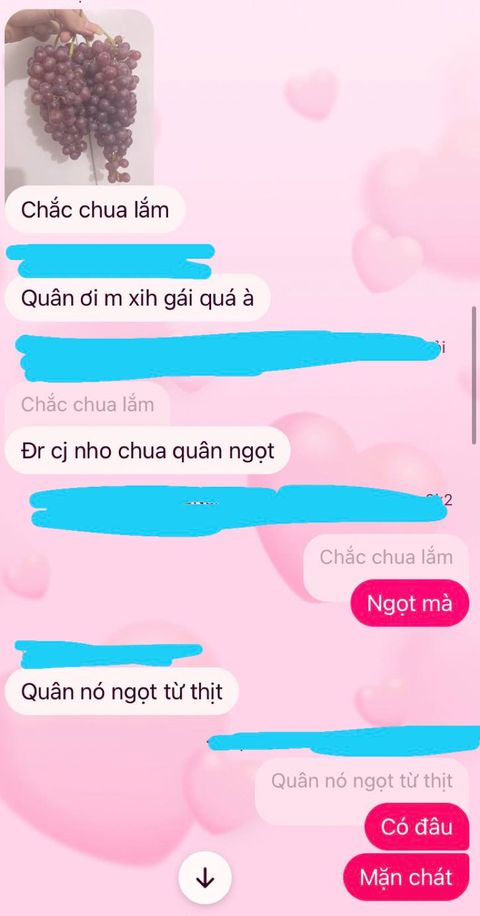 Chắc chua lắm
Quân ơi m xih gái quá à
Chắc chua lắm
Đr cj nho chua quân ngọt
Chắc chua lắm
Ngọt mà
Quân nó ngọt từ thịt
Quân nó ngọt từ thịt
Có đâu
Mặn chát